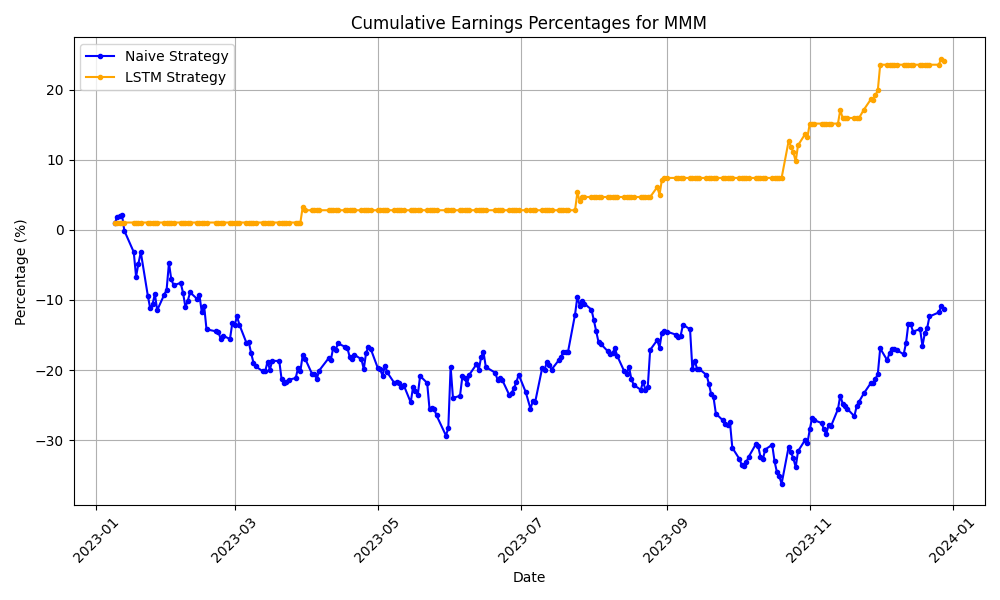 Cumulative Earnings Percentages for MMM
Naive Strategy
LSTM Strategy
Percentage (%)
20
10
0
−10
−20
−30
2023-01
2023-03
2023-05
2023-07
2023-09
2023-11
2024-01
Date